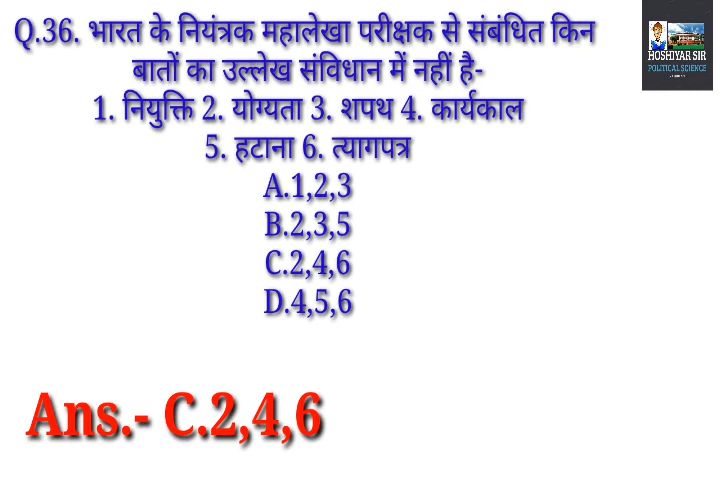 Q.36. भारत के नियंत्रक महालेखा परीक्षक से संबंधित किन
बातों का उल्लेख संविधान में नहीं है-
1. नियुक्ति 2. योग्यता 3. शपथ 4. कार्यकाल
5. हटाना 6. त्यागपत्र
A.1,2,3
B.2,3,5
C.2,4,6
D.4,5,6
Ans.- C.2,4,6
HOSHIYAR SIR
POLITICAL SCIENCE